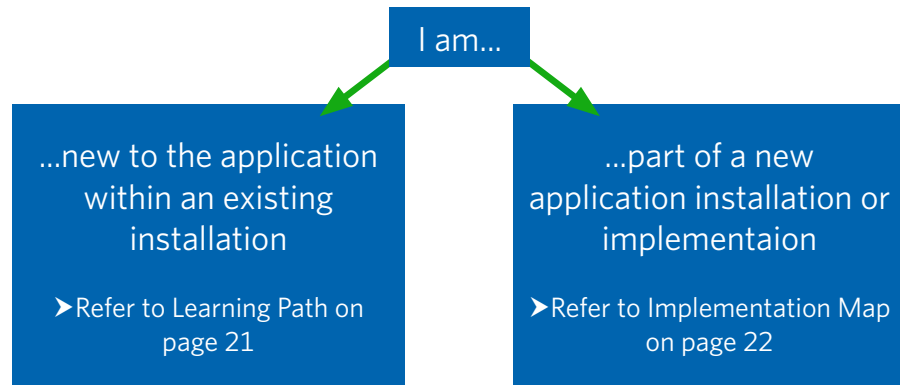 I am...
...new to the application
within an existing
installation
➤Refer to Learning Path on
page 21
...part of a new
application installation or
implementaion
➤Refer to Implementation Map
on page 22